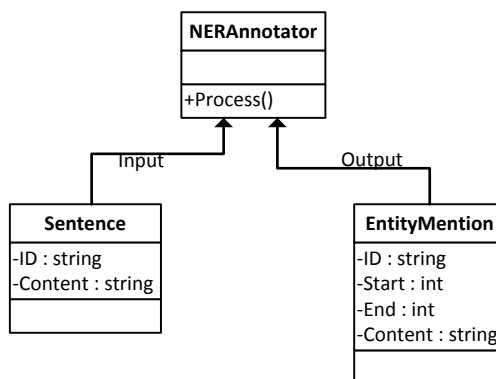 NERAnnotator
+Process()
Input
Output
Sentence
-ID : string
-Content : string
EntityMention
-ID : string
-Start : int
-End : int
-Content : string